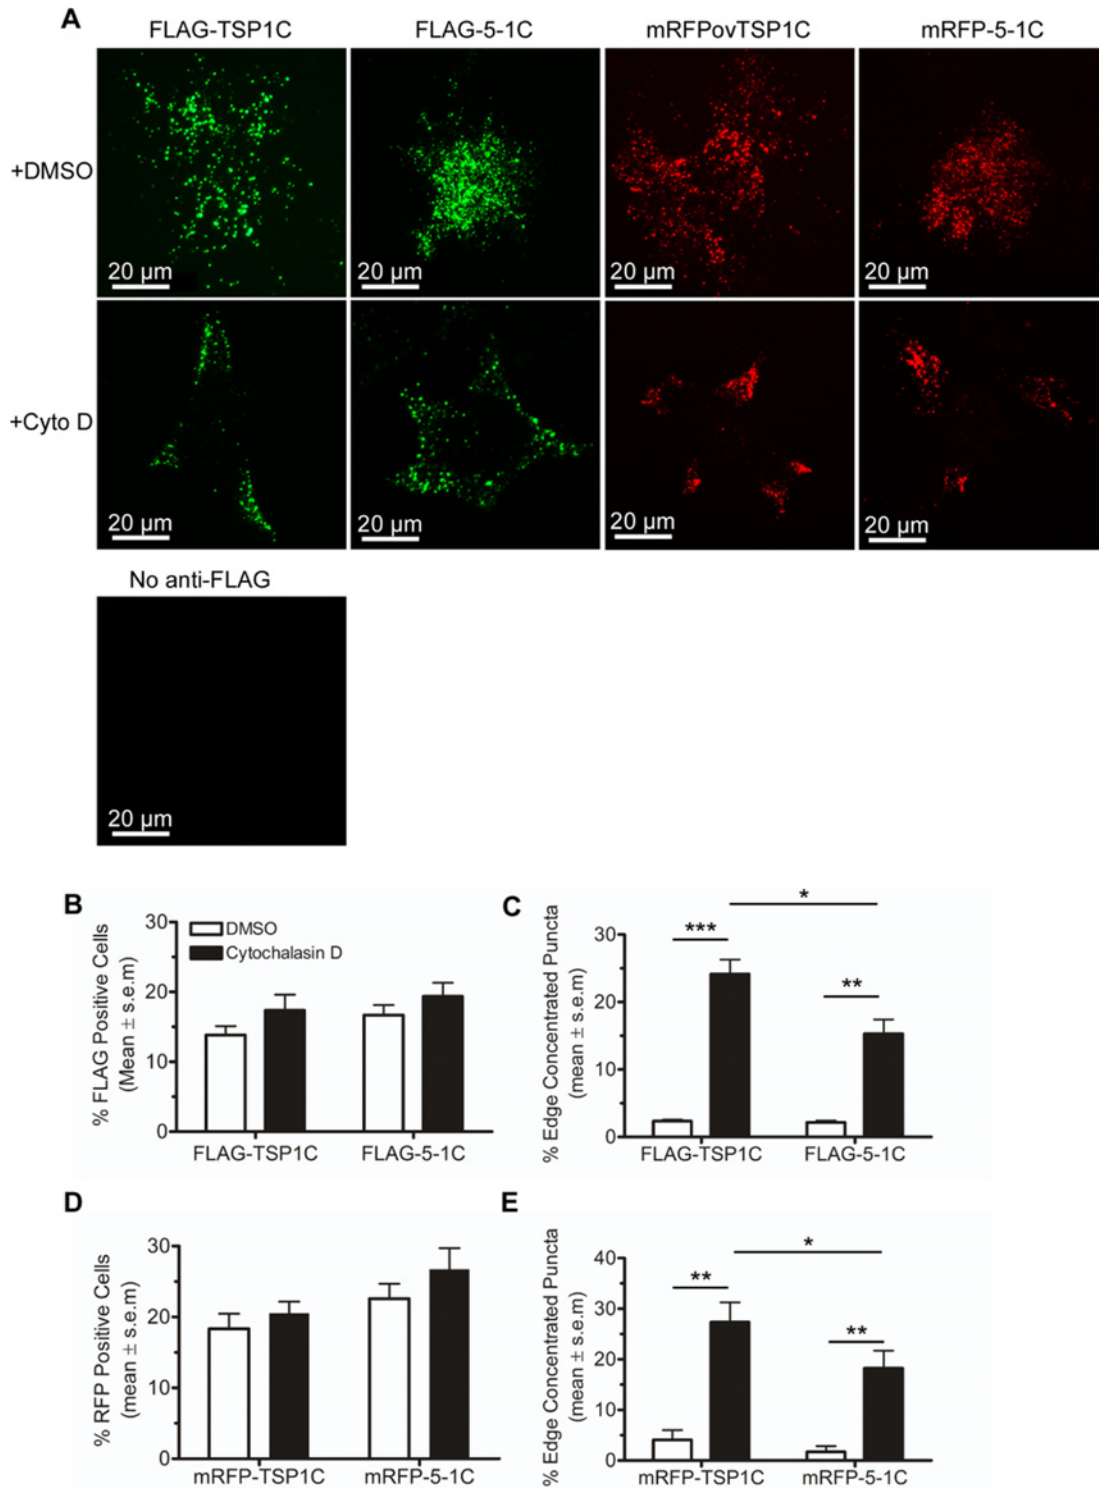 A
FLAG-TSP1C FLAG-5-1C mRFPovTSP1C mRFP-5-1C
+DMSO
20 µm 20 µm 20 µm 20 µm
+Cyto D
20 µm 20 µm 20 µm 20 µm
No anti-FLAG
20 µm
B
% FLAG Positive Cells
(Mean ± s.e.m)
30
20
10
0
DMSO
Cytochalasin D
FLAG-TSP1C FLAG-5-1C
C
% Edge Concentrated Puncta
(mean ± s.e.m)
30
20
10
0
*
***
**
FLAG-TSP1C FLAG-5-1C
D
% RFP Positive Cells
(mean ± s.e.m)
30
20
10
0
mRFP-TSP1C mRFP-5-1C
E
% Edge Concentrated Puncta
(mean ± s.e.m)
40
30
20
10
0
*
**
**
mRFP-TSP1C mRFP-5-1C